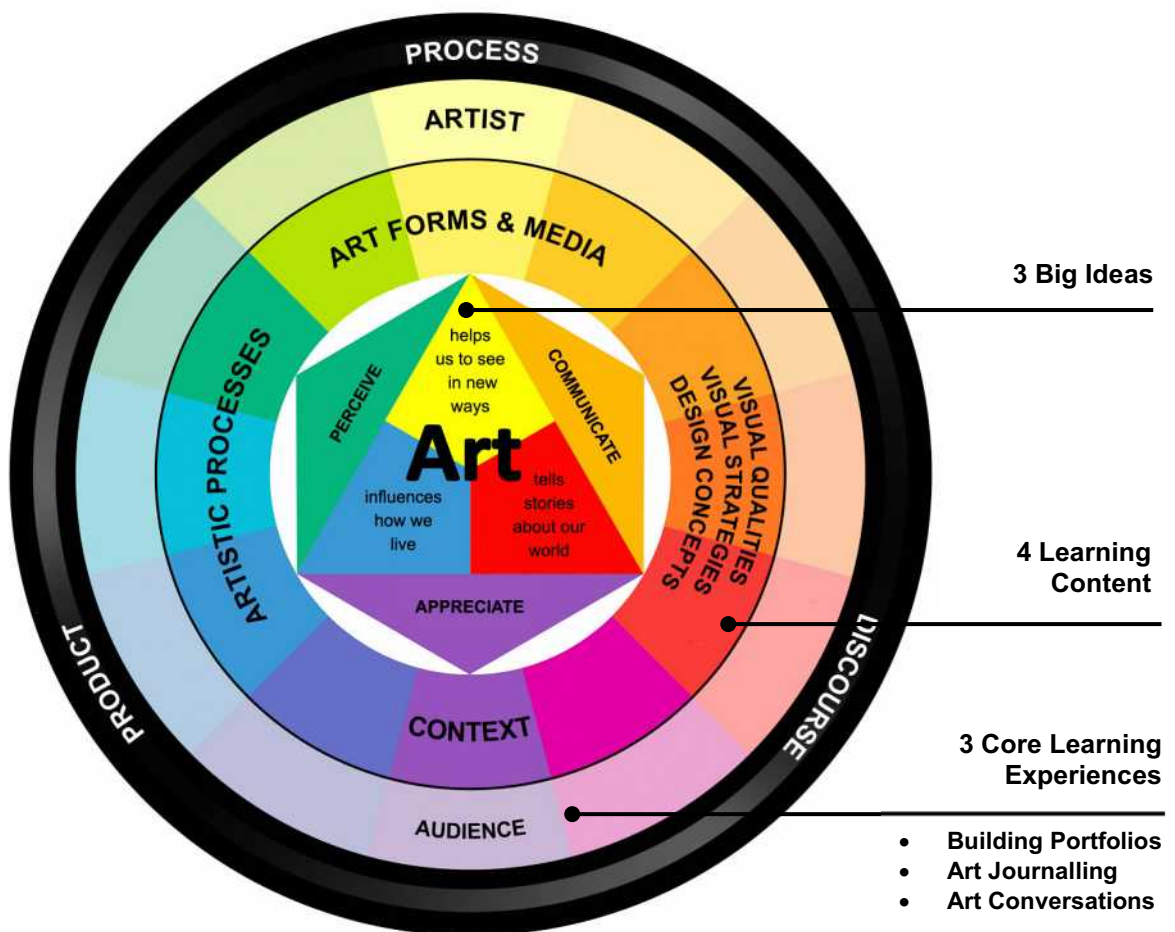 PROCESS
ARTIST
ART FORMS & MEDIA
helps
us to see
in new
ways
PERCEIVE
COMMUNICATE
Art
influences
how we
live
tells
stories
about our
world
APPRECIATE
ARTISTIC PROCESSES
VISUAL QUALITIES
VISUAL STRATEGIES
DESIGN CONCEPTS
CONTEXT
AUDIENCE
PRODUCT
DISCOURSE
3 Big Ideas
4 Learning
Content
3 Core Learning
Experiences
• Building Portfolios
• Art Journalling
• Art Conversations